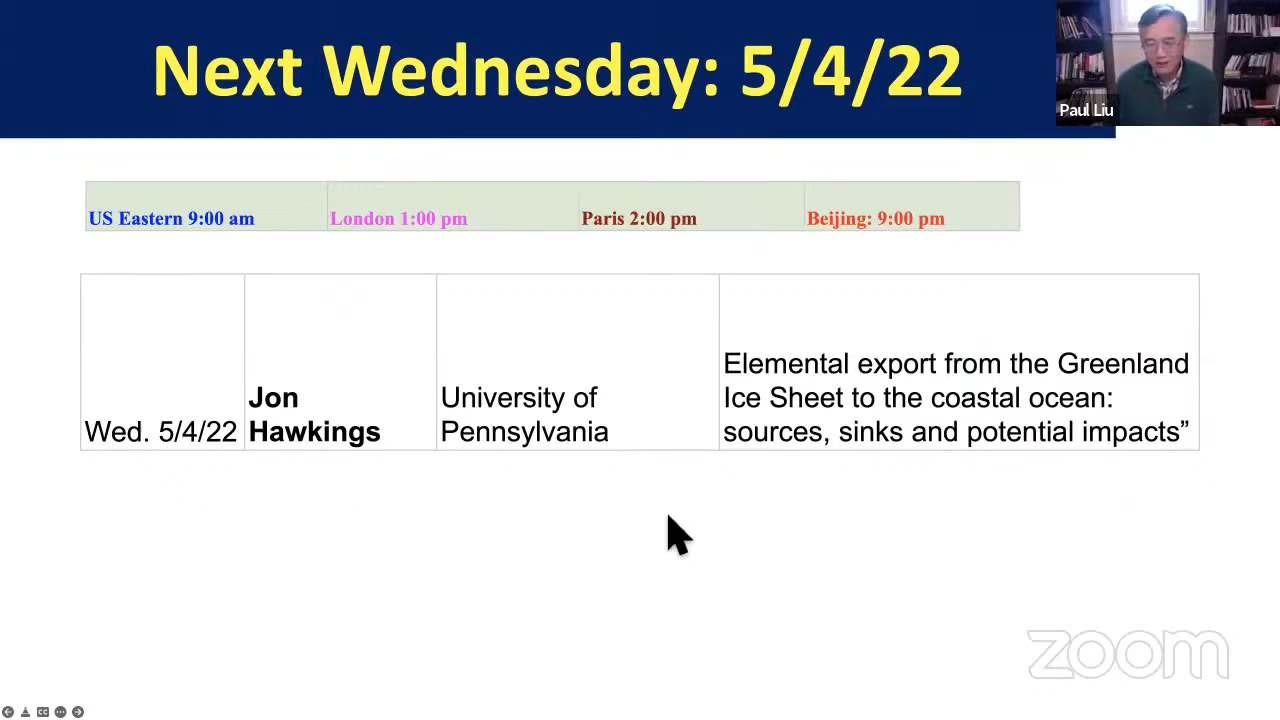 Next Wednesday: 5/4/22
Paul Liu
US Eastern 9:00 am
London 1:00 pm
Paris 2:00 pm
Beijing: 9:00 pm
Wed. 5/4/22
Jon
Hawkings
University of
Pennsylvania
Elemental export from the Greenland
Ice Sheet to the coastal ocean:
sources, sinks and potential impacts”
zoom
CC